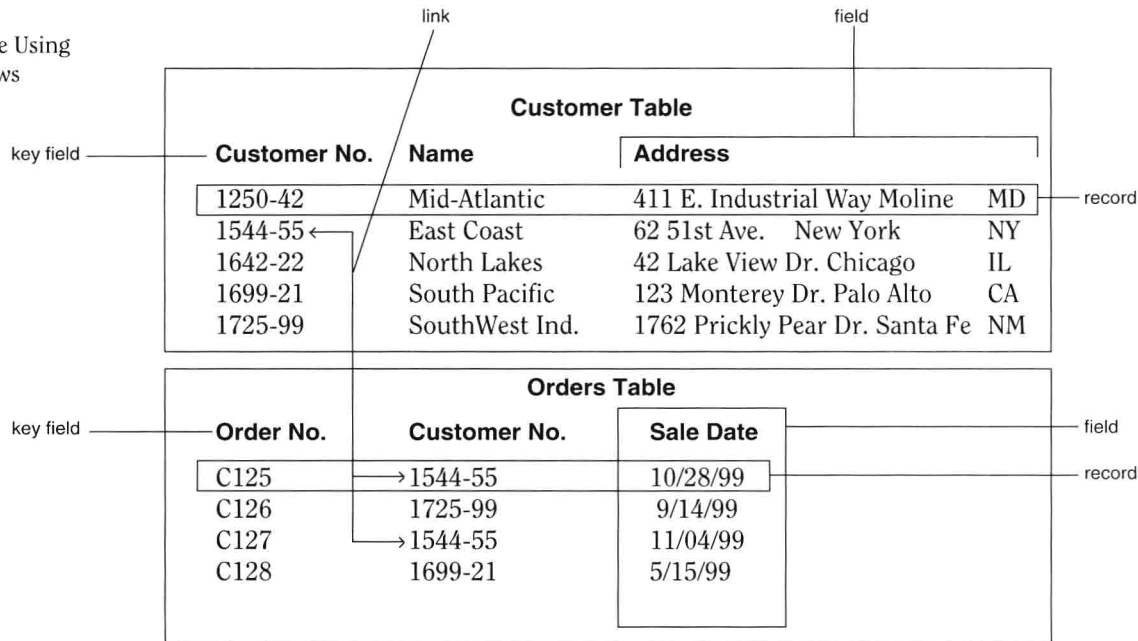 link field
e Using
ws
Customer Table
key field Customer No. Name Address
1250-42 Mid-Atlantic 411 E. Industrial Way Moline MD record
1544-55 East Coast 62 51st Ave. New York NY
1642-22 North Lakes 42 Lake View Dr. Chicago IL
1699-21 South Pacific 123 Monterey Dr. Palo Alto CA
1725-99 SouthWest Ind. 1762 Prickly Pear Dr. Santa Fe NM
Orders Table
key field Order No. Customer No. Sale Date field
C125 1544-55 10/28/99 record
C126 1725-99 9/14/99
C127 1544-55 11/04/99
C128 1699-21 5/15/99